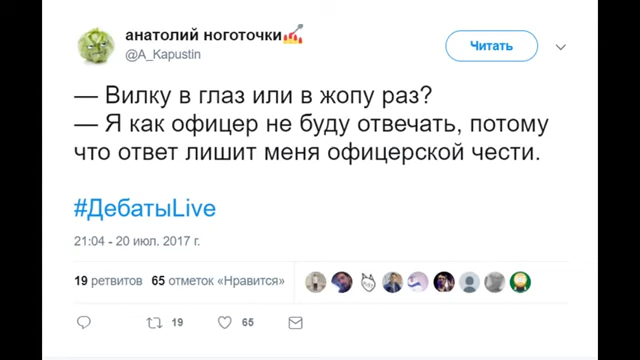 анатолий ноготочки💅
@A_Kapustin
Читать
— Вилку в глаз или в жопу раз?
— Я как офицер не буду отвечать, потому
что ответ лишит меня офицерской чести.
#ДебатыLive
21:04 - 20 июл. 2017 г.
19 ретвитов 65 отметок «Нравится»
19 65